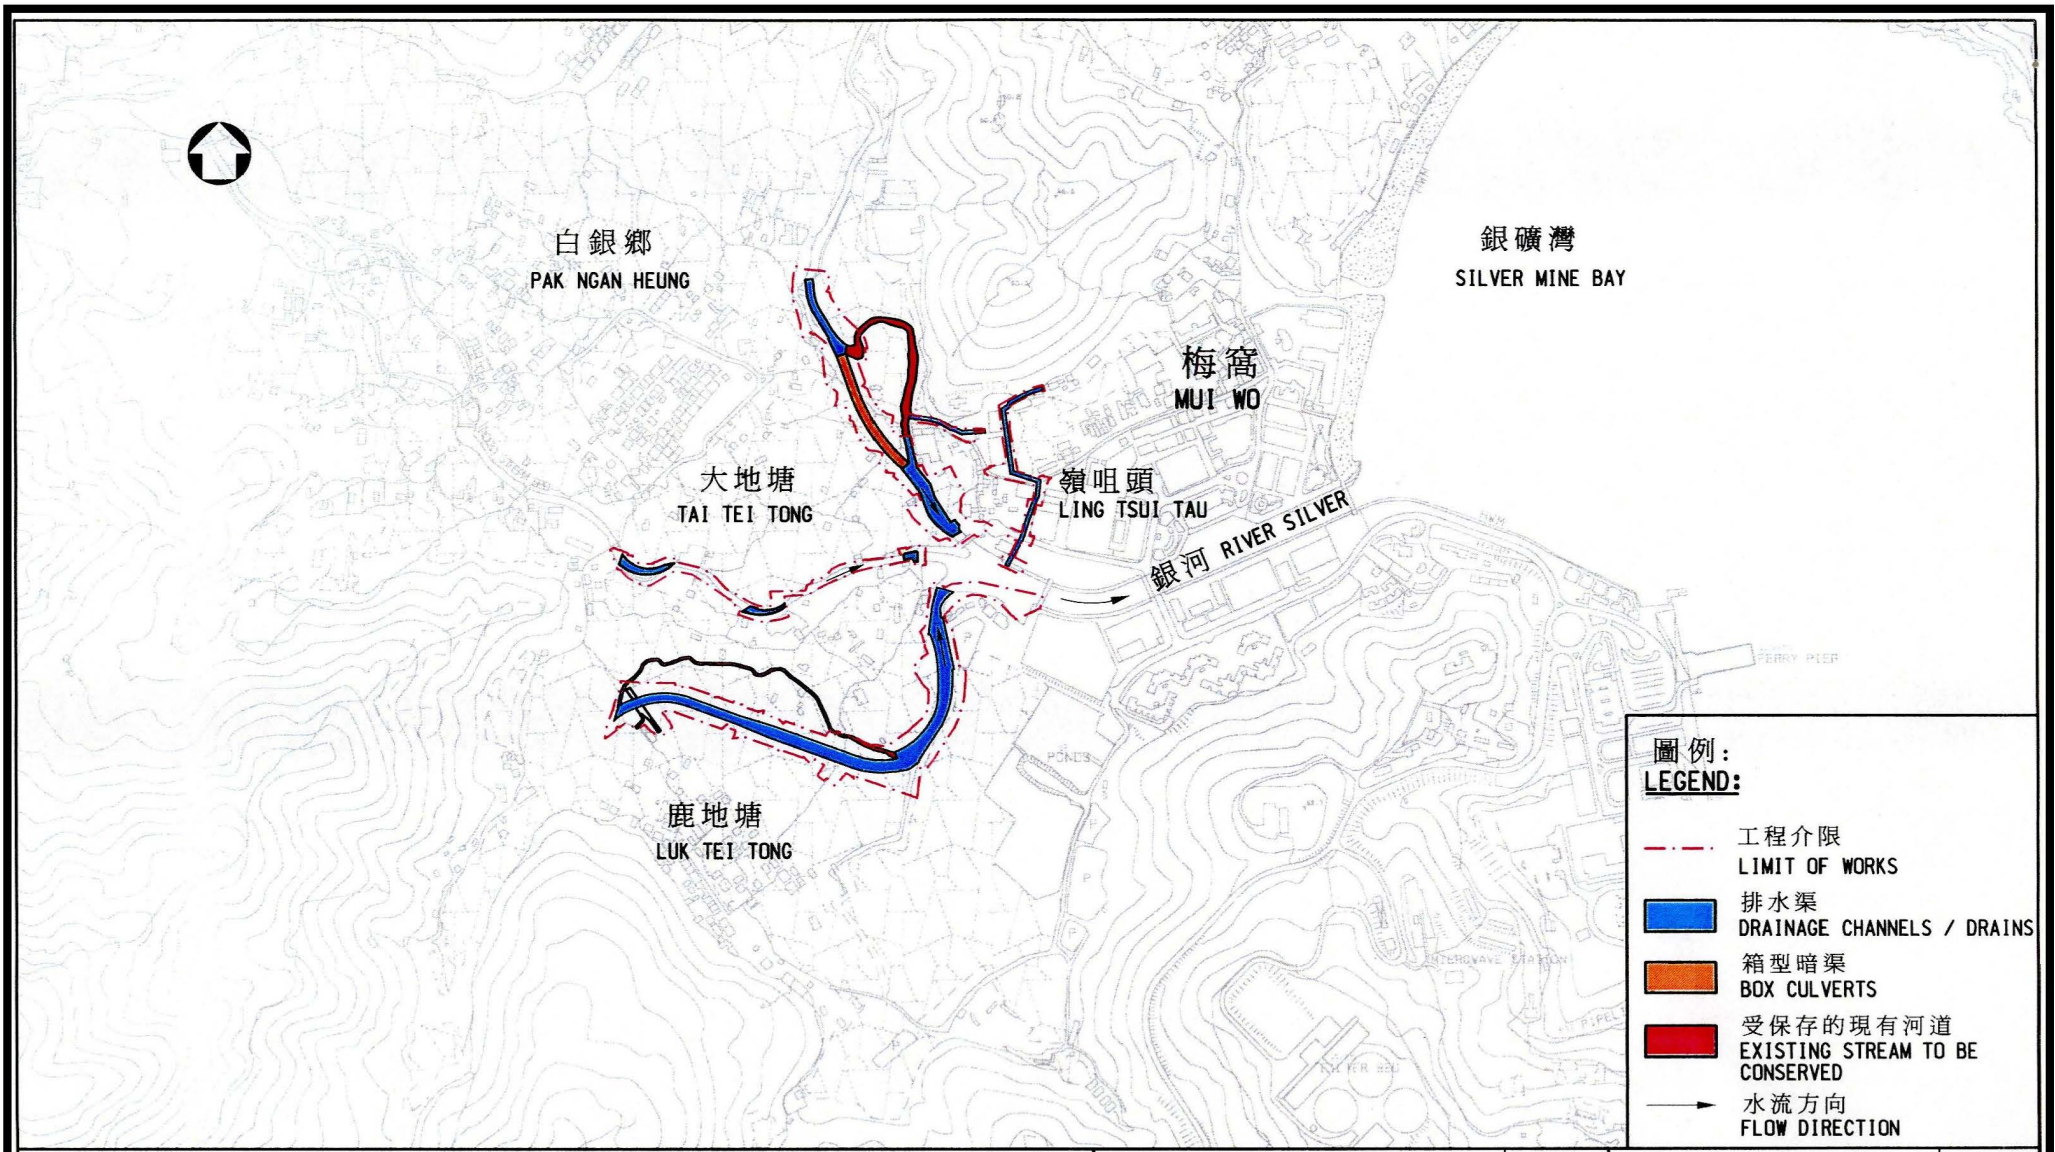 白銀鄉
PAK NGAN HEUNG
銀礦灣
SILVER MINE BAY
梅窩
MUI WO
大地塘
TAI TEI TONG
嶺咀頭
LING TSUI TAU
銀河 RIVER SILVER
HWM
FERRY PIER
PONDS
鹿地塘
LUK TEI TONG
圖例:
LEGEND:
工程介限
LIMIT OF WORKS
排水渠
DRAINAGE CHANNELS / DRAINS
箱型暗渠
BOX CULVERTS
受保存的現有河道
EXISTING STREAM TO BE
CONSERVED
水流方向
FLOW DIRECTION